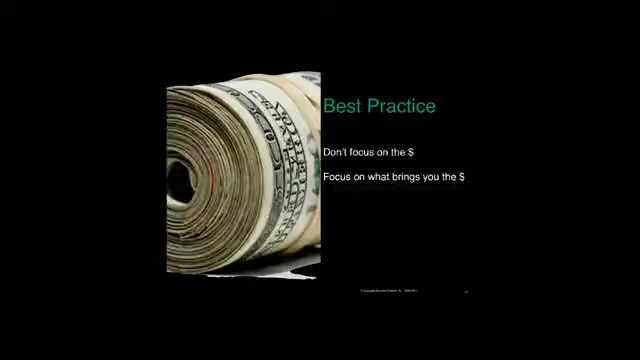 Best Practice
Don't focus on the $
Focus on what brings you the $